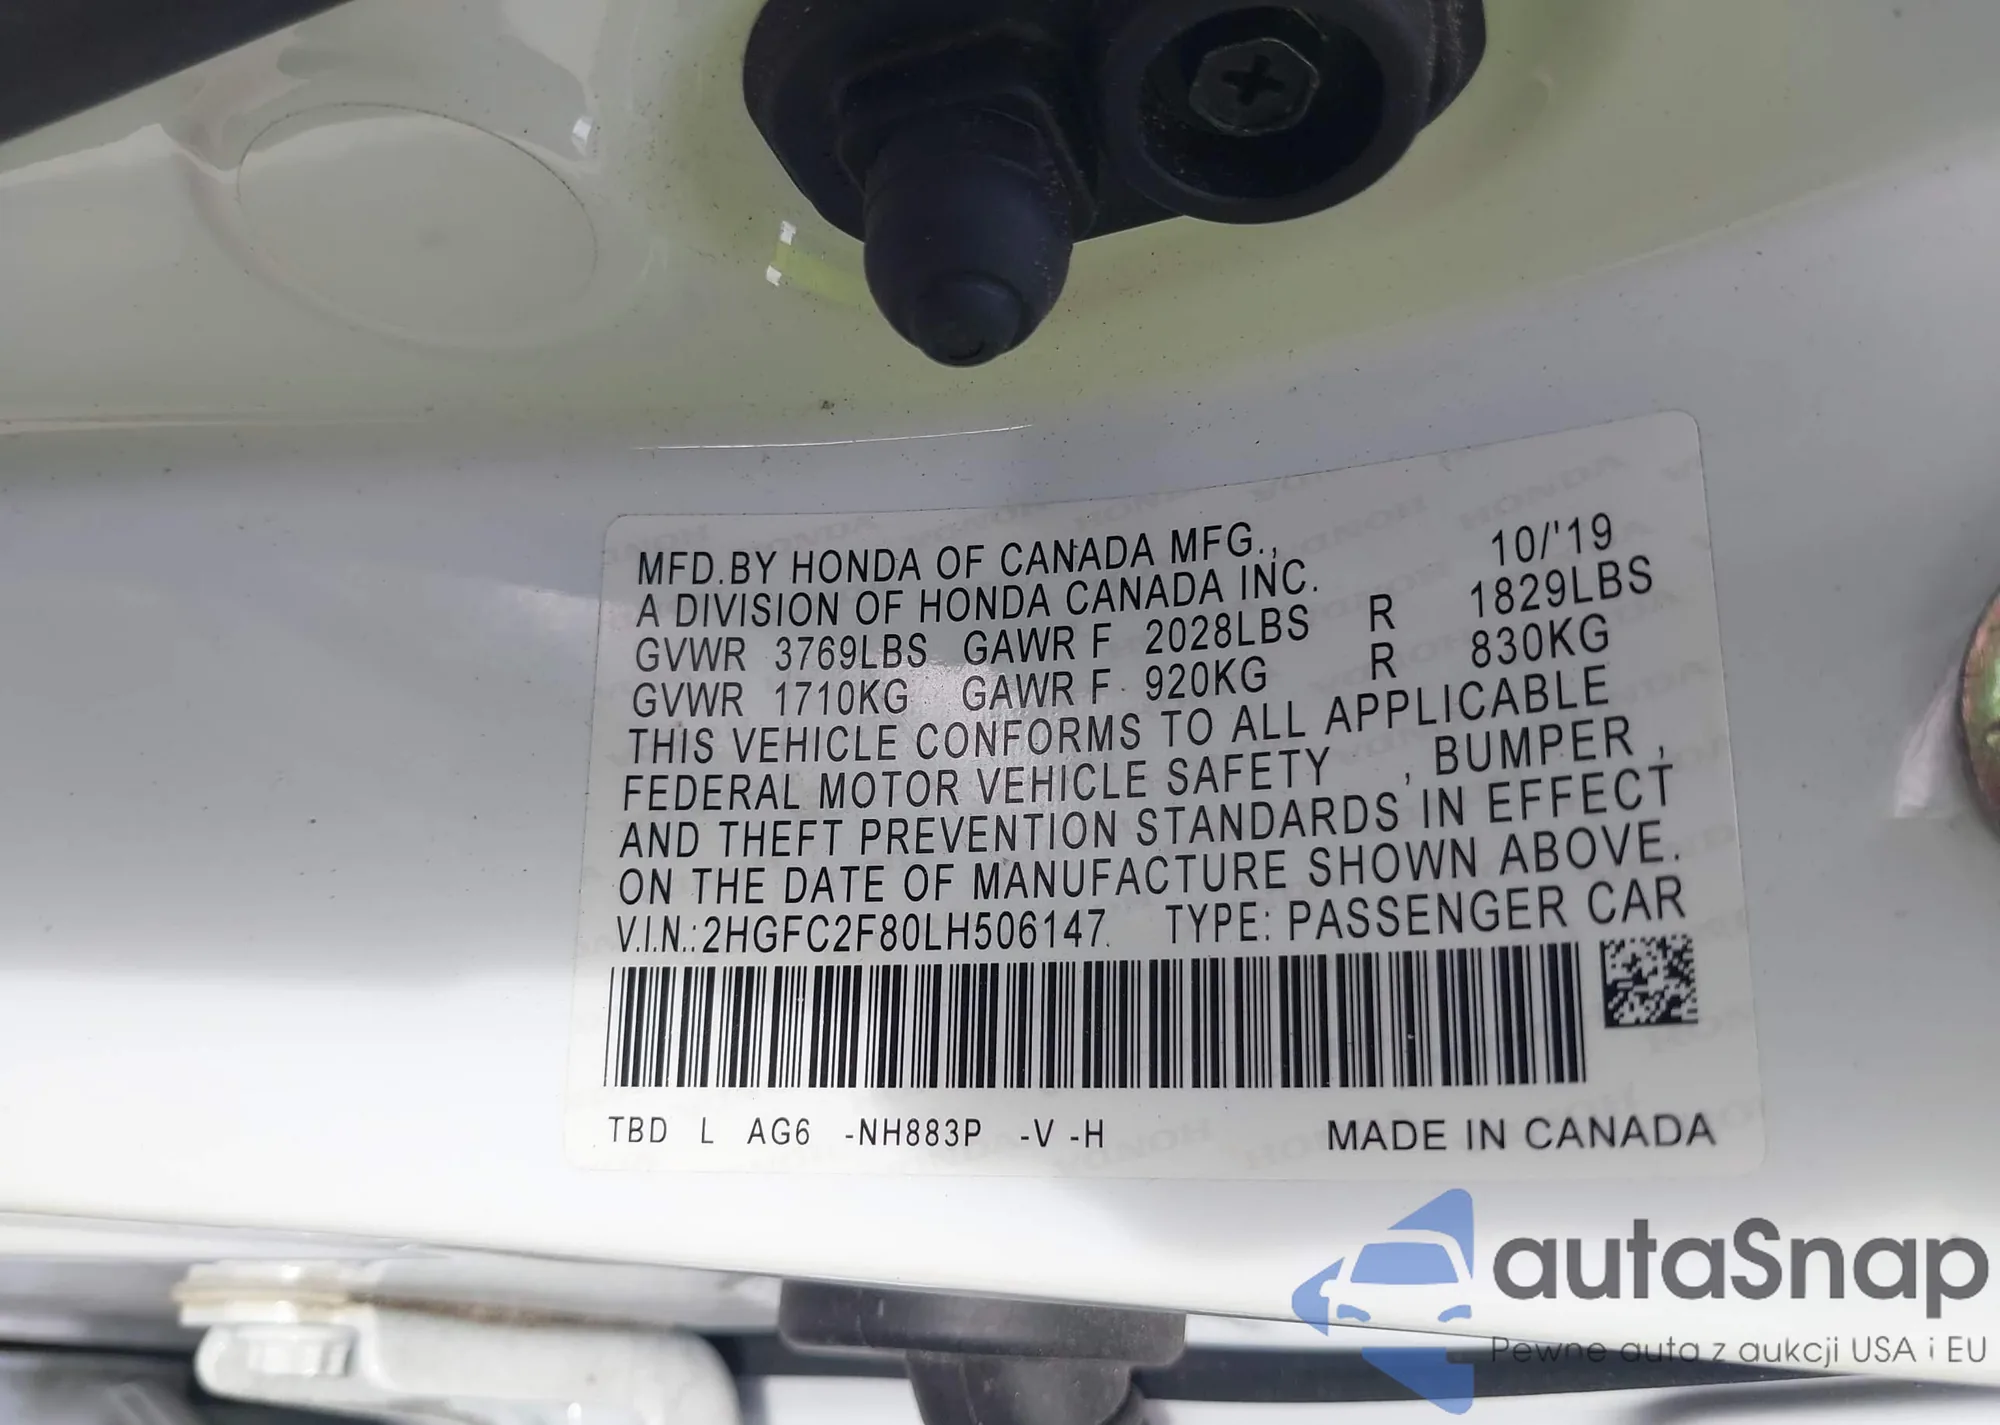 MFD.BY HONDA OF CANADA MFG., 10/'19
A DIVISION OF HONDA CANADA INC.
GVWR 3769LBS GAWR F 2028LBS R 1829LBS
GVWR 1710KG GAWR F 920KG R 830KG
THIS VEHICLE CONFORMS TO ALL APPLICABLE
FEDERAL MOTOR VEHICLE SAFETY , BUMPER ,
AND THEFT PREVENTION STANDARDS IN EFFECT
ON THE DATE OF MANUFACTURE SHOWN ABOVE.
V.I.N.:2HGFC2F80LH506147 TYPE: PASSENGER CAR
TBD L AG6 -NH883P -V -H MADE IN CANADA
autaSnap
Pewne auta z aukcji USA i EU